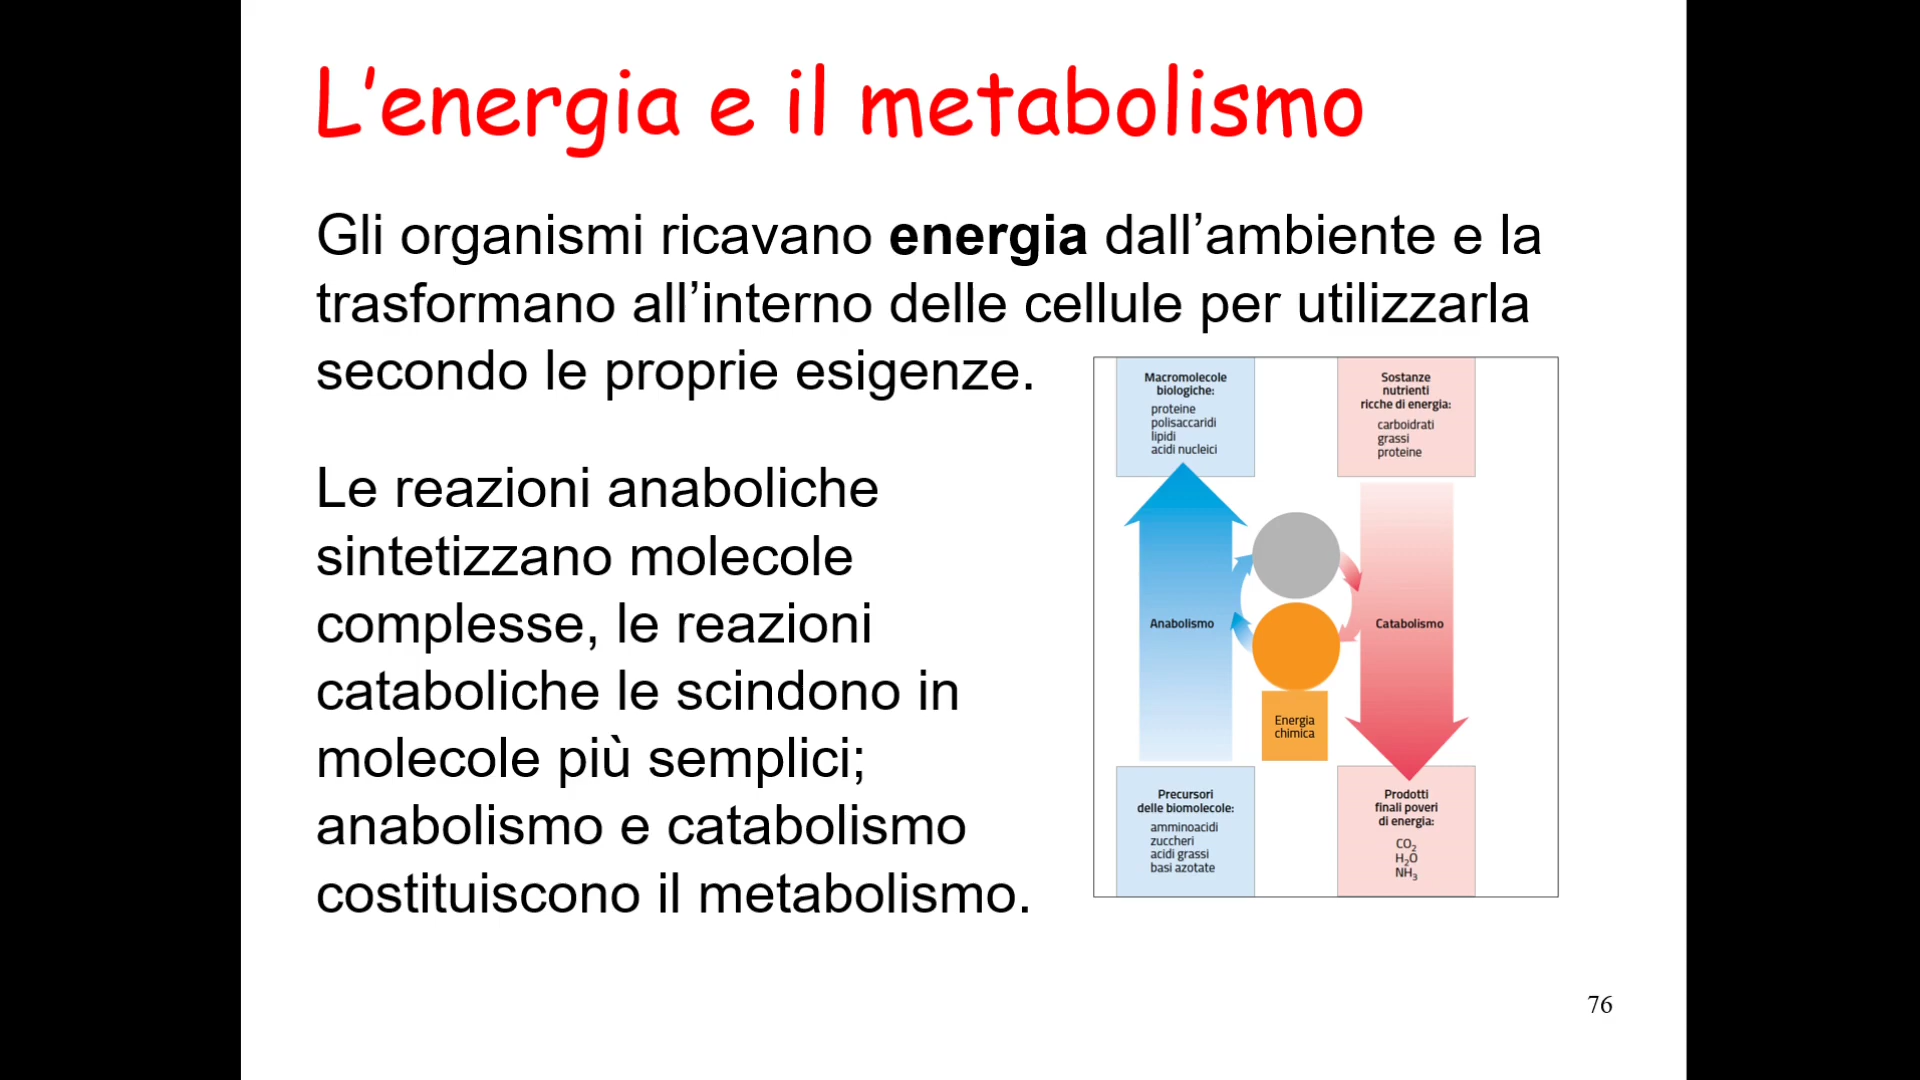 L’energia e il metabolismo
Gli organismi ricavano energia dall’ambiente e la
trasformano all’interno delle cellule per utilizzarla
secondo le proprie esigenze.
Le reazioni anaboliche
sintetizzano molecole
complesse, le reazioni
cataboliche le scindono in
molecole più semplici;
anabolismo e catabolismo
costituiscono il metabolismo.
Macromolecole
biologiche:
proteine
polisaccaridi
lipidi
acidi nucleici
Sostanze
nutrienti
ricche di energia:
carboidrati
grassi
proteine
Anabolismo
Catabolismo
Energia
chimica
Precursori
delle biomolecole:
amminoacidi
zuccheri
acidi grassi
basi azotate
Prodotti
finali poveri
di energia:
CO₂
H₂O
NH₃
76